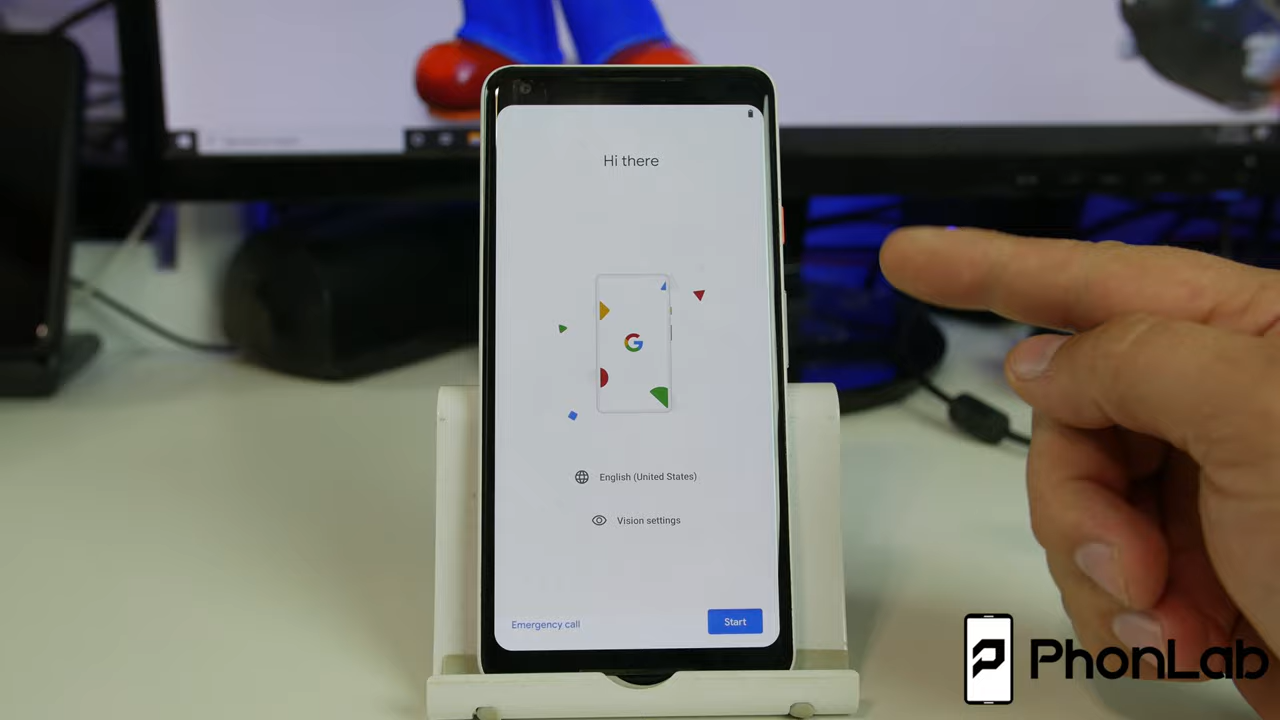 Hi there
G
English (United States)
Vision settings
Emergency call
Start
PhonLab